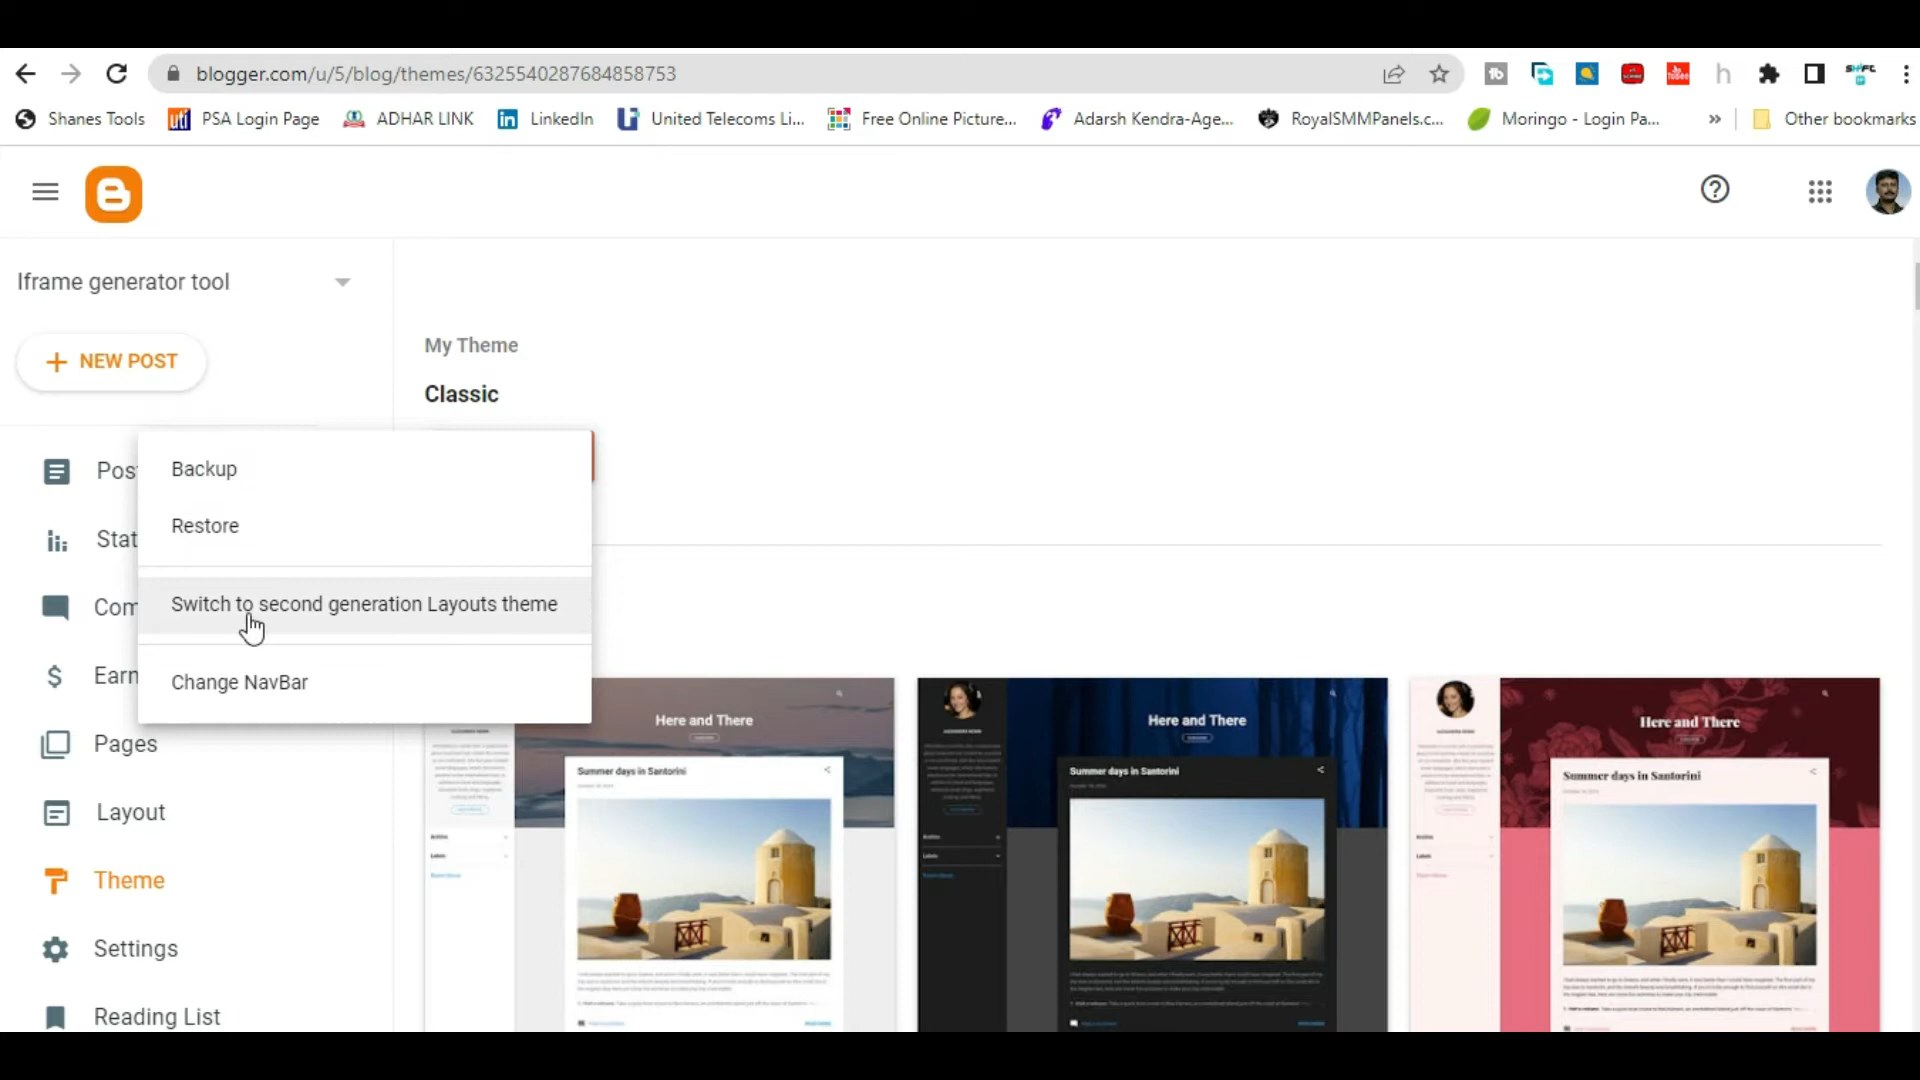 blogger.com/u/5/blog/themes/6325540287684858753
Shanes Tools
uti PSA Login Page
ADHAR LINK
in LinkedIn
United Telecoms Li...
Free Online Picture...
Adarsh Kendra-Age...
RoyalSMMPanels.c...
Moringo - Login Pa...
»
Other bookmarks
Iframe generator tool
+ NEW POST
My Theme
Classic
Pos
Stat
Com
Earn
Pages
Layout
Theme
Settings
Reading List
Backup
Restore
Switch to second generation Layouts theme
Change NavBar
Here and There
Summer days in Santorini
Here and There
Summer days in Santorini
Here and There
Summer days in Santorini